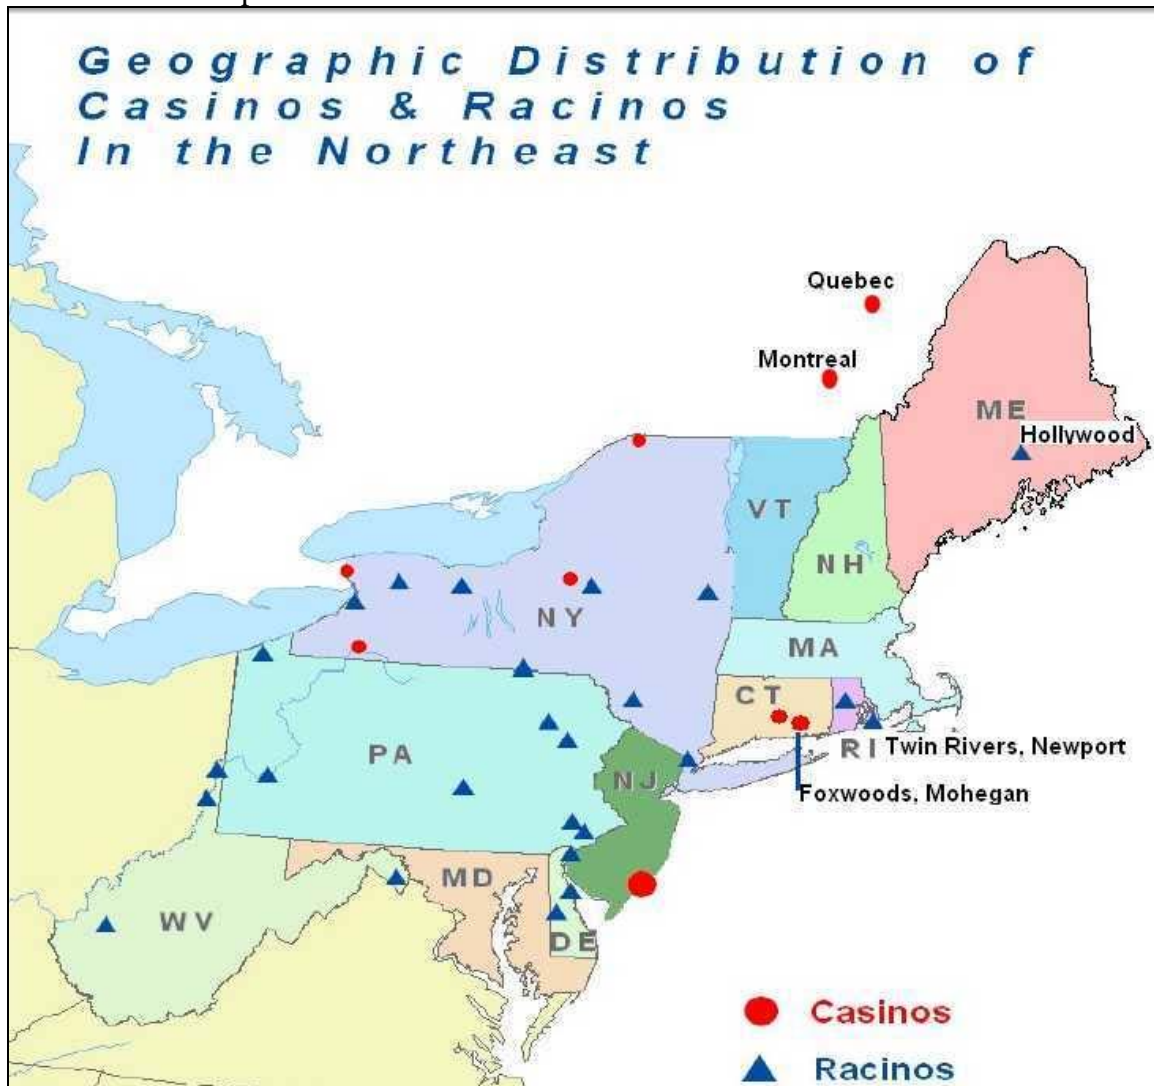 Geographic Distribution of
Casinos & Racinos
In the Northeast
Quebec
Montreal
ME
Hollywood
VT
NH
NY
MA
CT
RI
Twin Rivers, Newport
PA
NJ
Foxwoods, Mohegan
MD
WV
DE
Casinos
Racinos